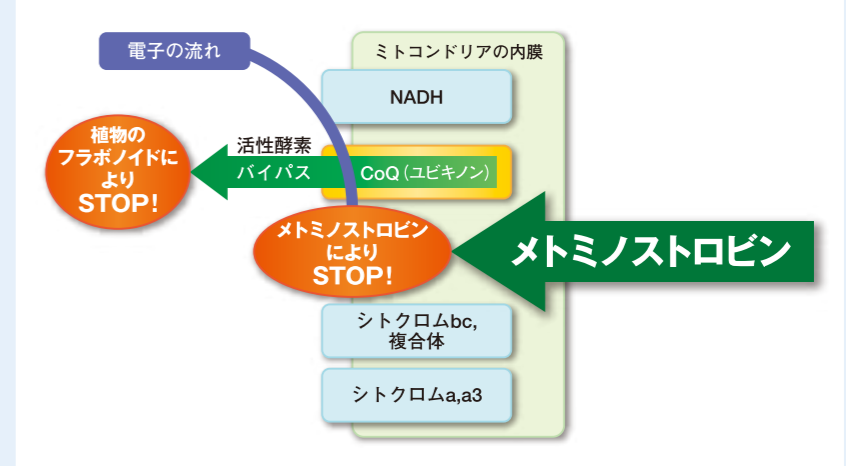 電子の流れ
ミトコンドリアの内膜
NADH
植物の
フラボノイドに
より
STOP!
活性酵素
バイパス
CoQ(ユビキノン)
メトミノストロビン
により
STOP!
メトミノストロビン
シトクロムbc,
複合体
シトクロムa,a3